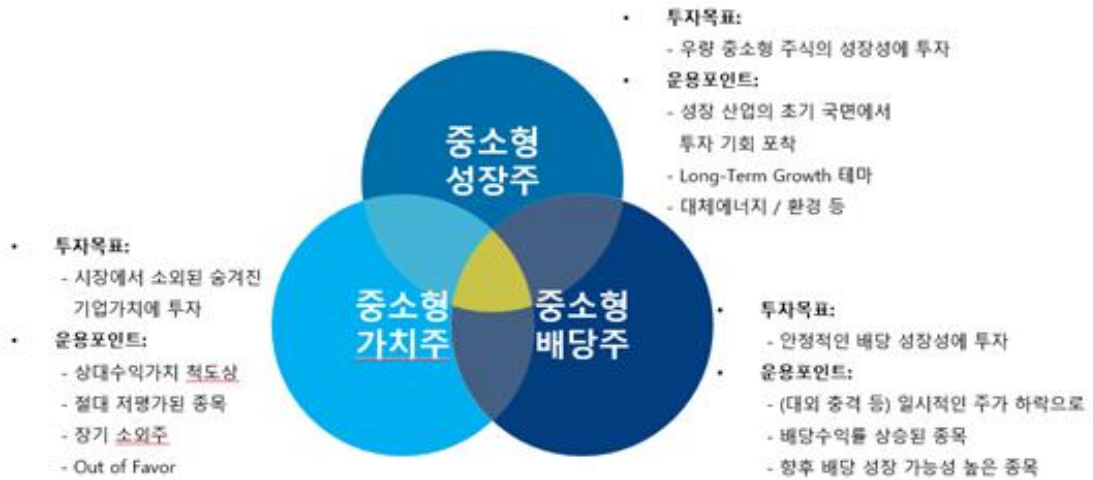 • 투자목표:
- 우량 중소형 주식의 성장성에 투자
• 운용포인트:
- 성장 산업의 초기 국면에서
투자 기회 포착
- Long-Term Growth 테마
- 대체에너지 / 환경 등
중소형
성장주
• 투자목표:
- 시장에서 소외된 숨겨진
기업가치에 투자
• 운용포인트:
- 상대수익가치 척도상
- 절대 저평가된 종목
- 장기 소외주
- Out of Favor
중소형
가치주
중소형
배당주
• 투자목표:
- 안정적인 배당 성장성에 투자
• 운용포인트:
- (대외 충격 등) 일시적인 주가 하락으로
- 배당수익률 상승된 종목
- 향후 배당 성장 가능성 높은 종목